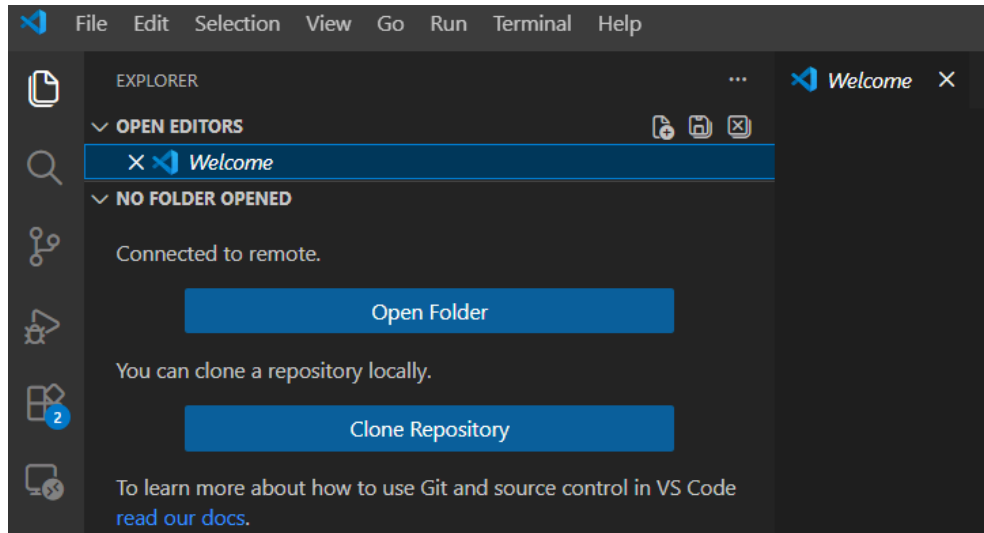 File Edit Selection View Go Run Terminal Help
EXPLORER
Welcome
OPEN EDITORS
Welcome
NO FOLDER OPENED
Connected to remote.
Open Folder
You can clone a repository locally.
Clone Repository
2
To learn more about how to use Git and source control in VS Code
read our docs.